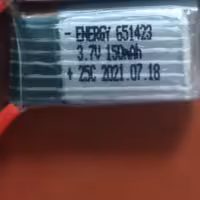 - ENERGY 651423
3.7V 150mAh
+ 25C 2021.07.18